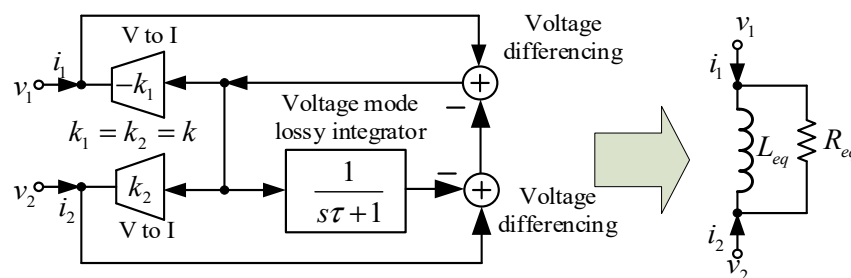 V to I
Voltage differencing
i₁
v₁
−k₁
+
−
k₁ = k₂ = k
Voltage mode lossy integrator
v₂
i₂
k₂
V to I
1
sτ + 1
−
+
Voltage differencing
v₁
i₁
L_eq
i₂
v₂